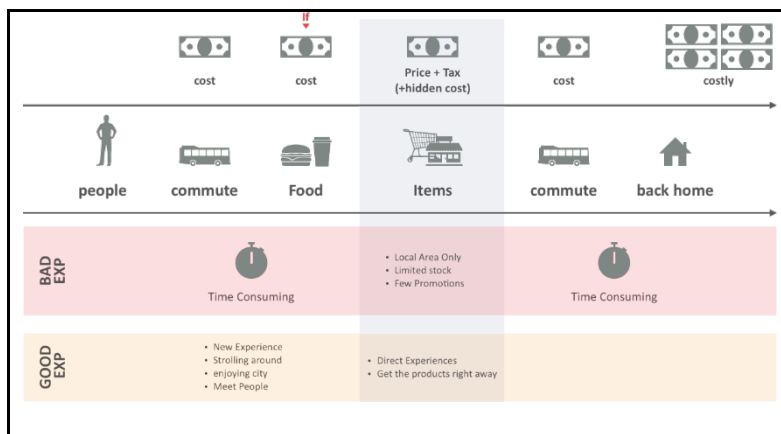 If
cost
cost
Price + Tax
(+hidden cost)
cost
costly
people
commute
Food
Items
commute
back home
BAD
EXP
Time Consuming
• Local Area Only
• Limited stock
• Few Promotions
Time Consuming
GOOD
EXP
• New Experience
• Strolling around
• enjoying city
• Meet People
• Direct Experiences
• Get the products right away